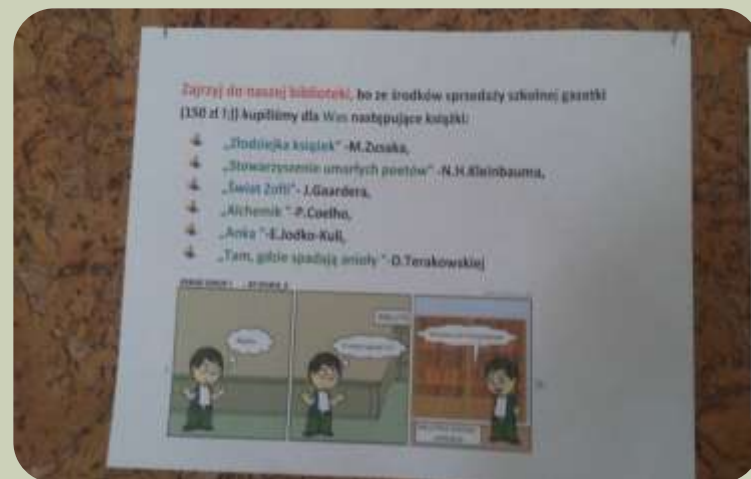 Zajrzyj do naszej biblioteki, bo ze środków sprzedaży szkolnej gazetki
(150 zł !;)) kupiliśmy dla Was następujące książki:
„Złodziejka książek" -M.Zusaka,
„Stowarzyszenie umarłych poetów" -N.H.Kleinbauma,
„Świat Zofii"- J.Gaardera,
„Alchemik "-P.Coelho,
„Anka "-E.Jodko-Kuli,
„Tam, gdzie spadają anioły "-D.Terakowskiej